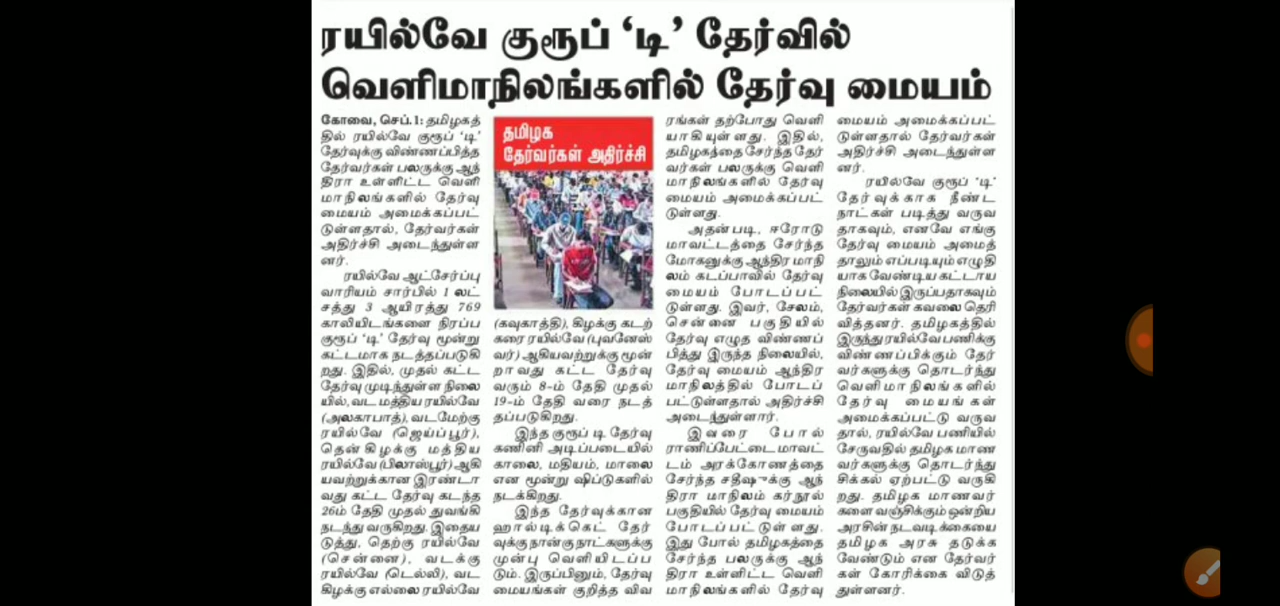 ரயில்வே குரூப் ‘டி’ தேர்வில்
வெளிமாநிலங்களில் தேர்வு மையம்
கோவை, செப்.1: தமிழகத்
தில் ரயில்வே குரூப் ‘டி’
தேர்வுக்கு விண்ணப்பித்த
தேர்வர்கள் பலருக்கு ஆந்
திரா உள்ளிட்ட வெளி
மாநிலங்களில் தேர்வு
மையம் அமைக்கப்பட்
டுள்ளதால், தேர்வர்கள்
அதிர்ச்சி அடைந்துள்ள
னர்.
ரயில்வே ஆட்சேர்ப்பு
வாரியம் சார்பில் 1 லட்
சத்து 3 ஆயிரத்து 769
காலியிடங்களை நிரப்ப
குரூப் ‘டி’ தேர்வு மூன்று
கட்டமாக நடத்தப்படுகி
றது. இதில், முதல் கட்ட
தேர்வு முடிந்துள்ள நிலை
யில், வட மத்திய ரயில்வே
(அலகாபாத்), வடமேற்கு
ரயில்வே (ஜெய்ப்பூர்),
தென் கிழக்கு மத்திய
ரயில்வே (பிலாஸ்பூர்) ஆகி
யவற்றுக்கான இரண்டா
வது கட்ட தேர்வு கடந்த
26ம் தேதி முதல் துவங்கி
நடந்து வருகிறது. இதைய
டுத்து, தெற்கு ரயில்வே
(சென்னை), வடக்கு
ரயில்வே (டெல்லி), வட
கிழக்கு எல்லை ரயில்வே
தமிழக
தேர்வர்கள் அதிர்ச்சி
(கவுகாத்தி), கிழக்கு கடற்
கரை ரயில்வே (புவனேஸ்
வர்) ஆகியவற்றுக்கு மூன்
றாவது கட்ட தேர்வு
வரும் 8-ம் தேதி முதல்
19-ம் தேதி வரை நடத்
தப்படுகிறது.
இந்த குரூப் டி தேர்வு
கணினி அடிப்படையில்
காலை, மதியம், மாலை
என மூன்று ஷிப்டுகளில்
நடக்கிறது.
இந்த தேர்வுக்கான
ஹால்டிக்கெட் தேர்
வுக்கு நான்கு நாட்களுக்கு
முன்பு வெளியிடப்ப
டும். இருப்பினும், தேர்வு
மையங்கள் குறித்த விவ
ரங்கள் தற்போது வெளி
யாகியுள்ளது. இதில்,
தமிழகத்தை சேர்ந்த தேர்
வர்கள் பலருக்கு வெளி
மாநிலங்களில் தேர்வு
மையம் அமைக்கப்பட்
டுள்ளது.
அதன்படி, ஈரோடு
மாவட்டத்தை சேர்ந்த
மோகனுக்கு ஆந்திர மாநி
லம் கடப்பாவில் தேர்வு
மையம் போடப்பட்
டுள்ளது. இவர், சேலம்,
சென்னை பகுதியில்
தேர்வு எழுத விண்ணப்
பித்து இருந்த நிலையில்,
தேர்வு மையம் ஆந்திர
மாநிலத்தில் போடப்
பட்டுள்ளதால் அதிர்ச்சி
அடைந்துள்ளார்.
இவரை போல்
ராணிப்பேட்டை மாவட்
டம் அரக்கோணத்தை
சேர்ந்த சதீஷுக்கு ஆந்
திரா மாநிலம் கர்நூல்
பகுதியில் தேர்வு மையம்
போடப்பட்டுள்ளது.
இது போல் தமிழகத்தை
சேர்ந்த பலருக்கு ஆந்
திரா உள்ளிட்ட வெளி
மாநிலங்களில் தேர்வு
மையம் அமைக்கப்பட்
டுள்ளதால் தேர்வர்கள்
அதிர்ச்சி அடைந்துள்ள
னர்.
ரயில்வே குரூப் ‘டி’
தேர்வுக்காக நீண்ட
நாட்கள் படித்து வருவ
தாகவும், எனவே எங்கு
தேர்வு மையம் அமைத்
தாலும் எப்படியும் எழுதி
யாக வேண்டிய கட்டாய
நிலையில் இருப்பதாகவும்
தேர்வர்கள் கவலை தெரி
வித்தனர். தமிழகத்தில்
இருந்து ரயில்வே பணிக்கு
விண்ணப்பிக்கும் தேர்
வர்களுக்கு தொடர்ந்து
வெளிமாநிலங்களில்
தேர்வு மையங்கள்
அமைக்கப்பட்டு வருவ
தால், ரயில்வே பணியில்
சேருவதில் தமிழக மாண
வர்களுக்கு தொடர்ந்து
சிக்கல் ஏற்பட்டு வருகி
றது. தமிழக மாணவர்
களை வஞ்சிக்கும் ஒன்றிய
அரசின் நடவடிக்கையை
தமிழக அரசு தடுக்க
வேண்டும் என தேர்வர்
கள் கோரிக்கை விடுத்
துள்ளனர்.